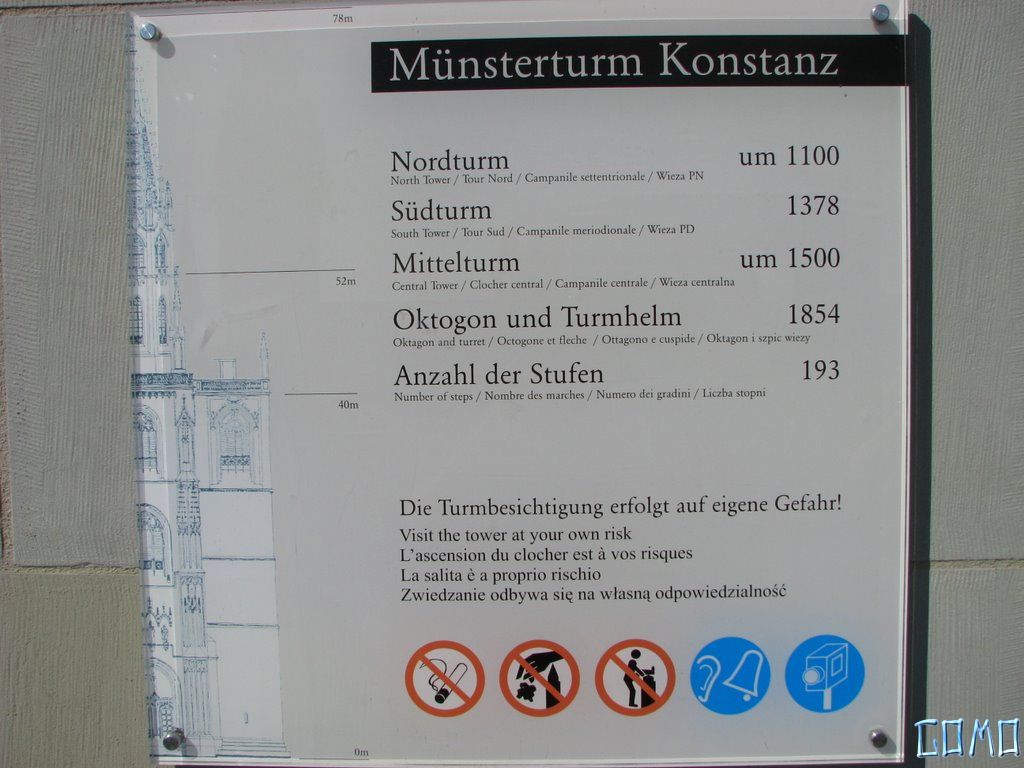 78m
Münsterturm Konstanz
Nordturm um 1100
North Tower / Tour Nord / Campanile settentrionale / Wieza PN
Südturm 1378
South Tower / Tour Sud / Campanile meriodionale / Wieza PD
Mittelturm um 1500
Central Tower / Clocher central / Campanile centrale / Wieza centralna
52m
Oktogon und Turmhelm 1854
Oktagon and turret / Octogone et fleche / Ottagono e cuspide / Oktagon i szpic wiezy
Anzahl der Stufen 193
Number of steps / Nombre des marches / Numero dei gradini / Liczba stopni
40m
Die Turmbesichtigung erfolgt auf eigene Gefahr!
Visit the tower at your own risk
L'ascension du clocher est à vos risques
La salita è a proprio rischio
Zwiedzanie odbywa się na własną odpowiedzialność
0m
COMO